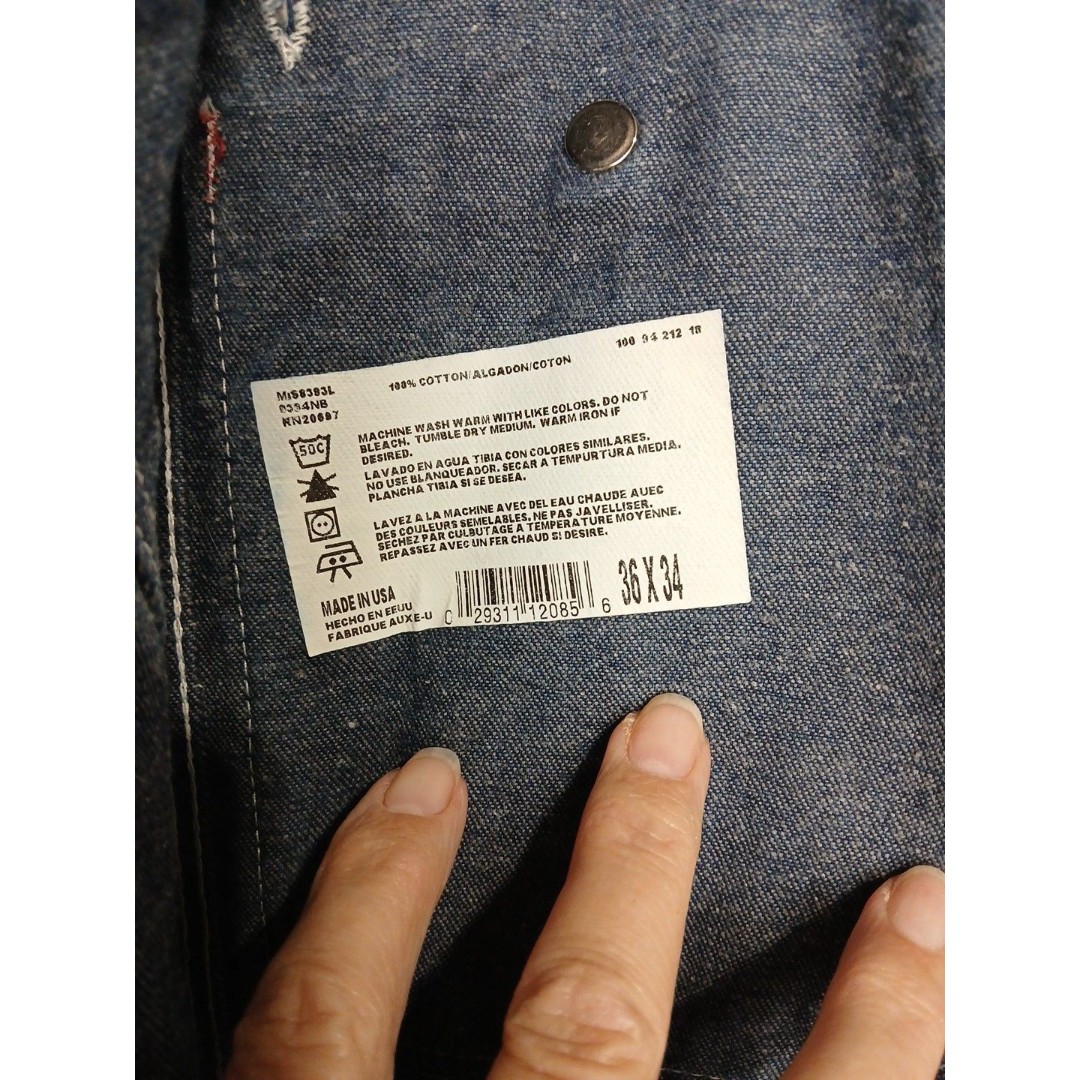 100 94 212 18
100% COTTON/ALGADON/COTON
MIS8393L
9394NB
RN20697
50C
MACHINE WASH WARM WITH LIKE COLORS. DO NOT
BLEACH. TUMBLE DRY MEDIUM. WARM IRON IF
DESIRED.
LAVADO EN AGUA TIBIA CON COLORES SIMILARES.
NO USE BLANQUEADOR. SECAR A TEMPURTURA MEDIA.
PLANCHA TIBIA SI SE DESEA.
LAVEZ A LA MACHINE AVEC DEL EAU CHAUDE AUEC
DES COULEURS SEMELABLES. NE PAS JAVELLISER.
SECHEZ PAR CULBUTAGE A TEMPERATURE MOYENNE.
REPASSEZ AVEC UN FER CHAUD SI DESIRE.
MADE IN USA
HECHO EN EEUU
FABRIQUE AUXE-U
0 29311 12085 6
36 X 34